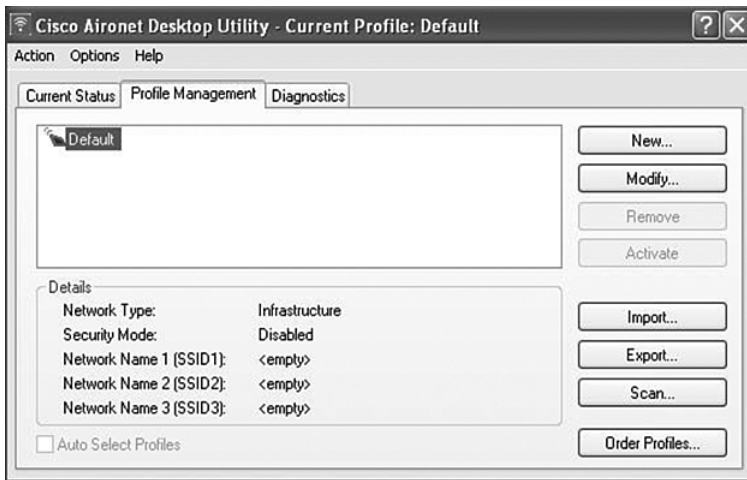 Cisco Aironet Desktop Utility - Current Profile: Default
Action Options Help
Current Status Profile Management Diagnostics
Default
New...
Modify...
Remove
Activate
Details
Network Type: Infrastructure
Security Mode: Disabled
Network Name 1 (SSID1): <empty>
Network Name 2 (SSID2): <empty>
Network Name 3 (SSID3): <empty>
Import...
Export...
Scan...
Auto Select Profiles
Order Profiles...